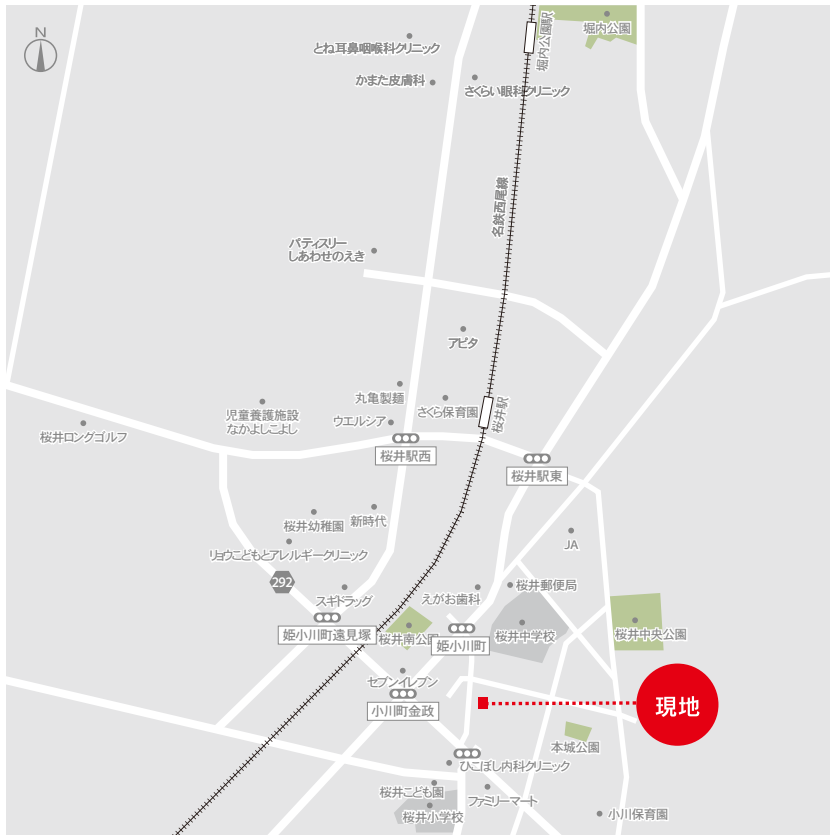 N
堀内公園
堀内公園駅
とね耳鼻咽喉科クリニック
かまた皮膚科
さくらい眼科クリニック
名鉄西尾線
パティスリー
しあわせのえき
アピタ
丸亀製麺
さくら保育園
桜井駅
児童養護施設
なかよしこよし
ウエルシア
桜井ロングゴルフ
桜井駅西
桜井駅東
桜井幼稚園
新時代
JA
リョウこどもとアレルギークリニック
292
スギドラッグ
えがお歯科
桜井郵便局
姫小川町遠見塚
桜井南公園
姫小川町
桜井中学校
桜井中央公園
セブンイレブン
小川町金政
現地
本城公園
ひこぼし内科クリニック
桜井こども園
ファミリーマート
桜井小学校
小川保育園